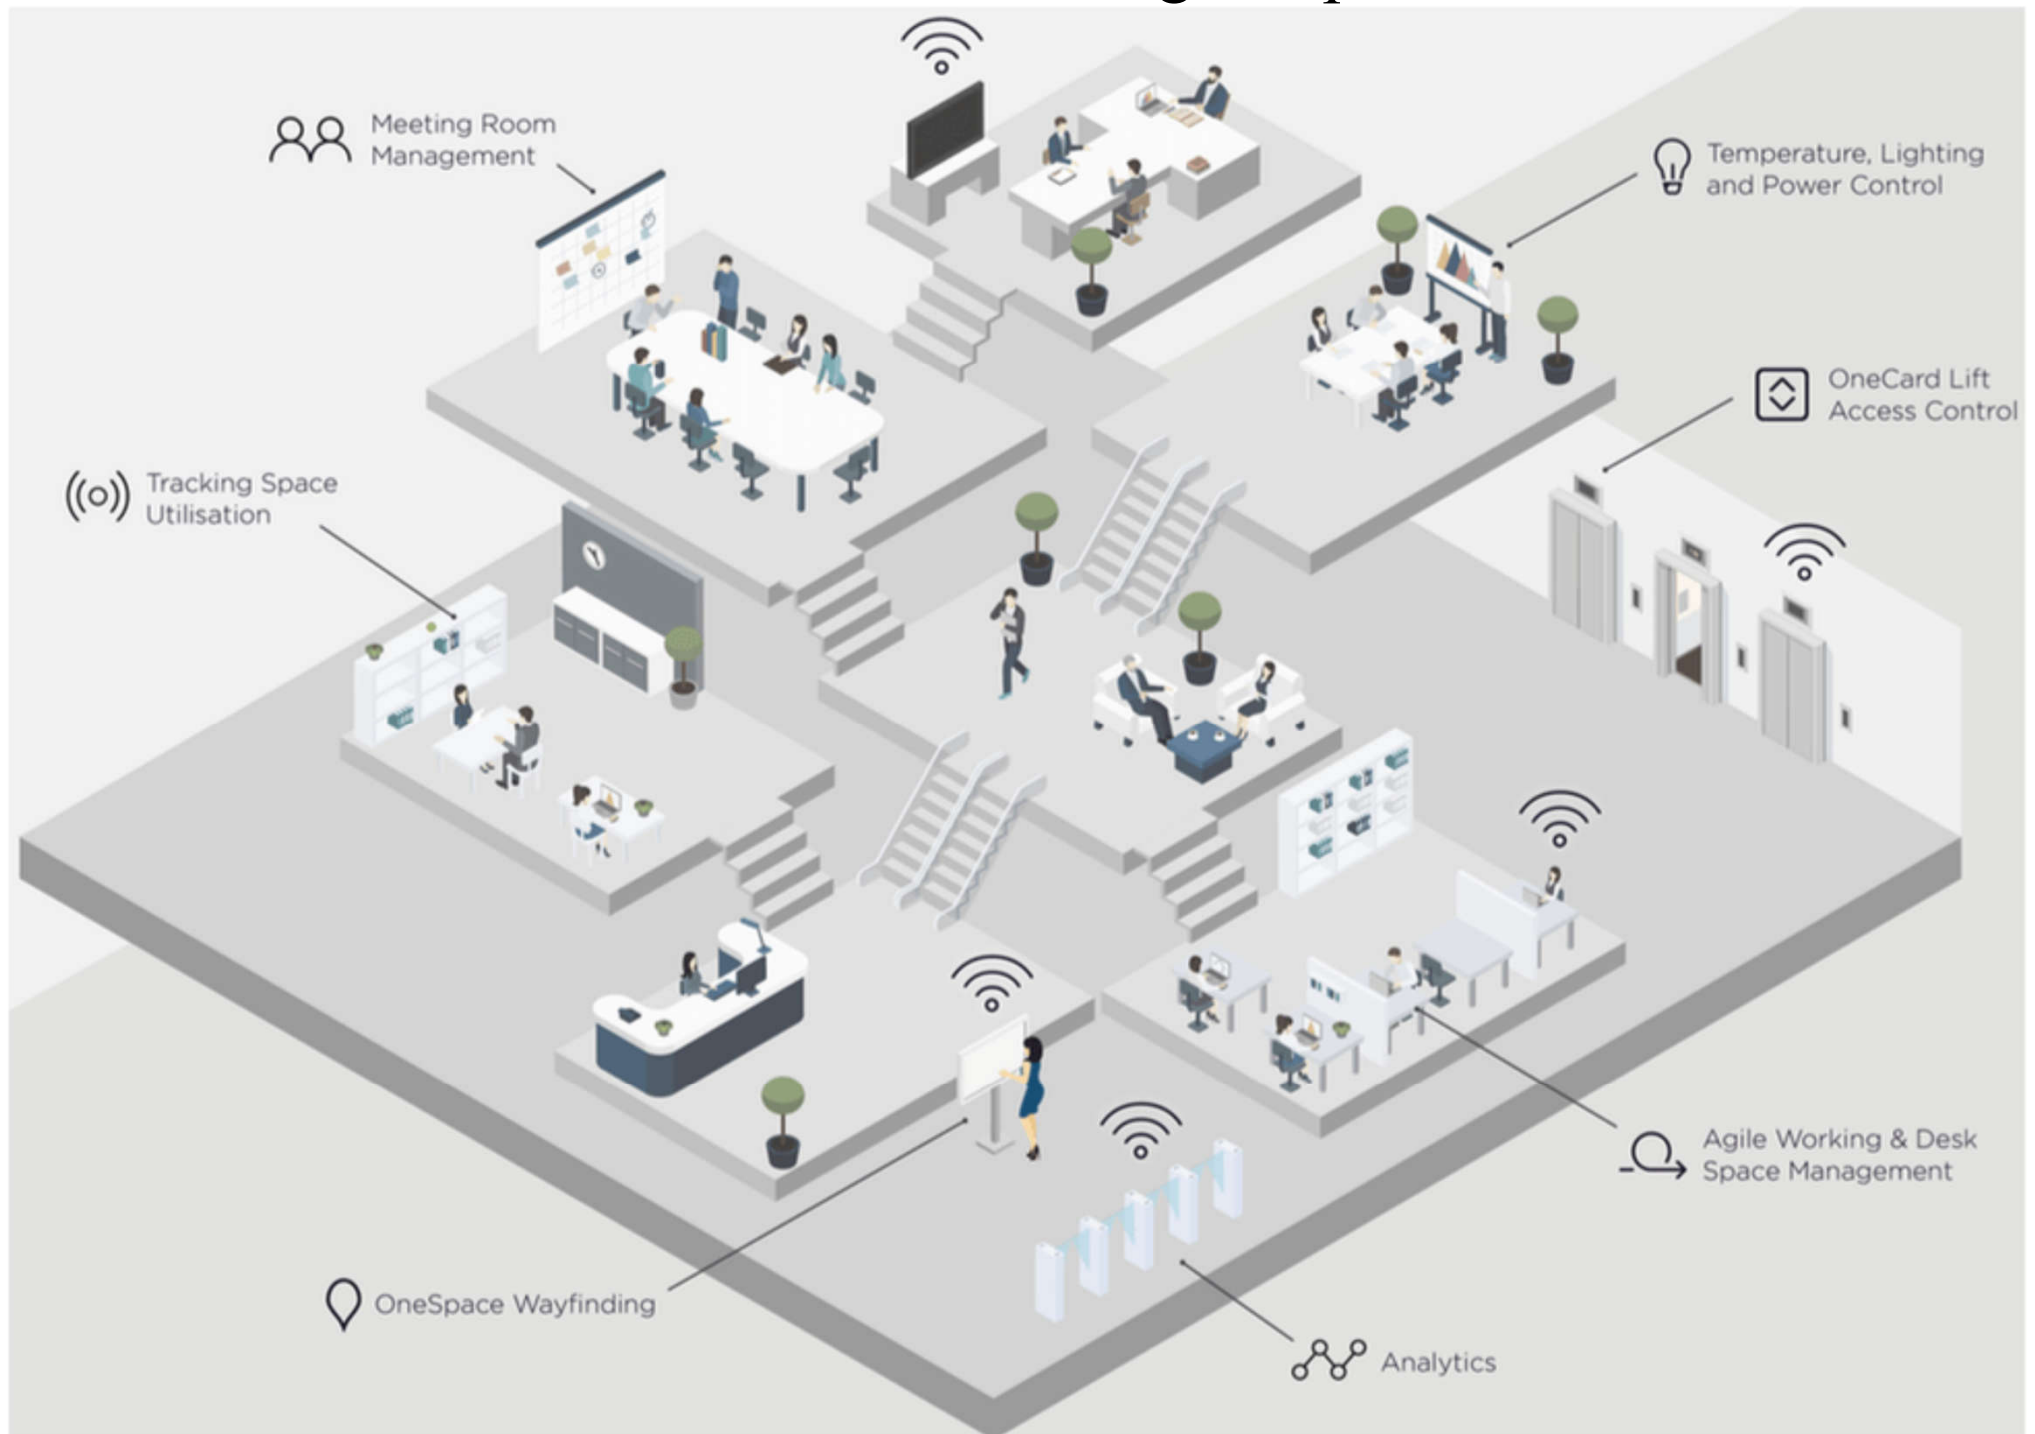 Meeting Room
Management
Temperature, Lighting
and Power Control
OneCard Lift
Access Control
Tracking Space
Utilisation
Agile Working & Desk
Space Management
OneSpace Wayfinding
Analytics